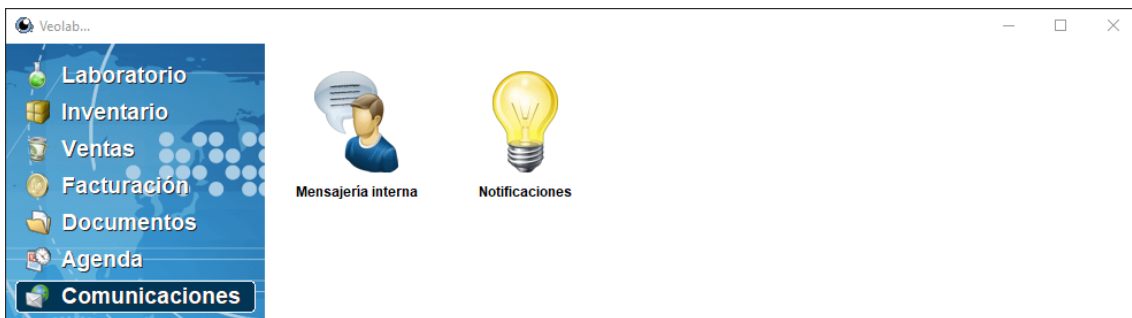 Veolab...
Laboratorio
Inventario
Ventas
Facturación
Documentos
Agenda
Comunicaciones
Mensajería interna
Notificaciones